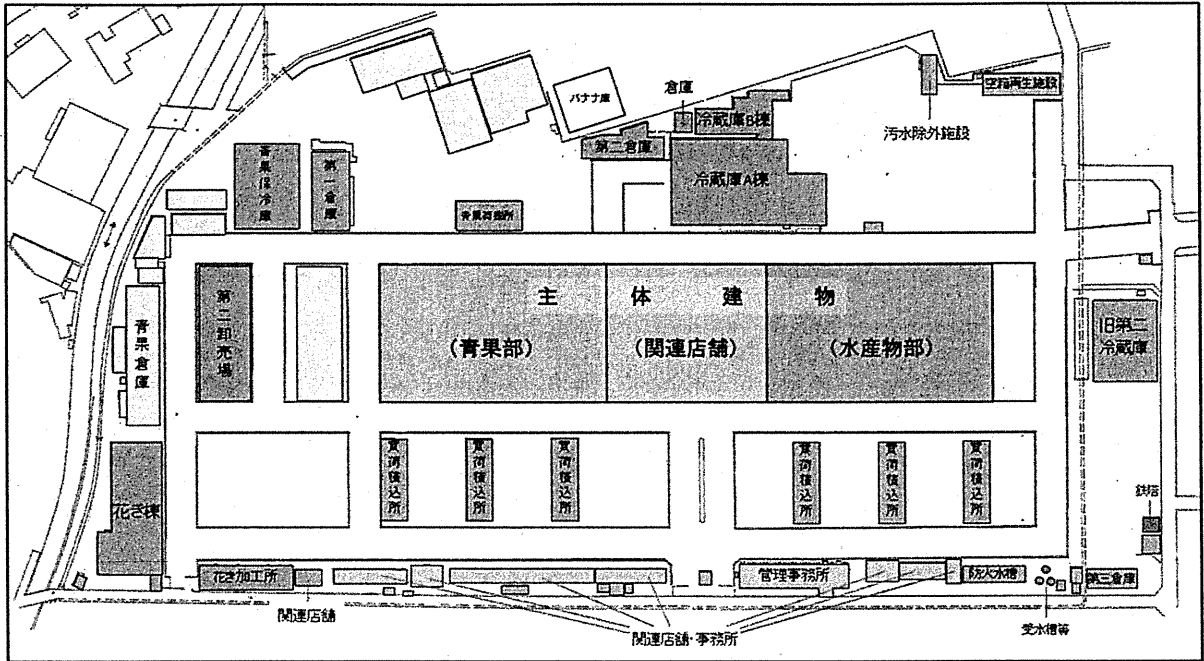 バナナ庫
倉庫
冷蔵庫B棟
空箱再生施設
汚水除外施設
第二倉庫
冷蔵庫A棟
青果保冷庫
第一倉庫
青果荷捌所
第二卸売場
主体建物
(青果部)
(関連店舗)
(水産物部)
旧第二
冷蔵庫
青果倉庫
買荷積込所
買荷積込所
買荷積込所
買荷積込所
買荷積込所
買荷積込所
花き棟
鉄塔
花き加工所
管理事務所
防火水槽
第三倉庫
関連店舗
関連店舗・事務所
受水槽等